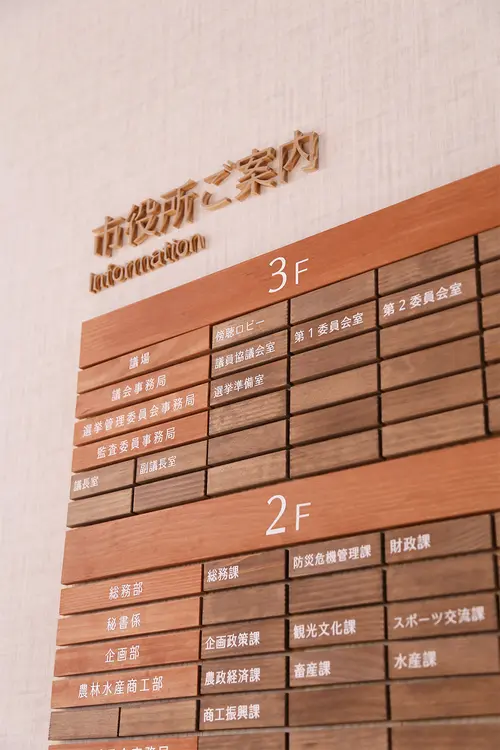 市役所ご案内
Information
3F
議場 傍聴ロビー 第1委員会室 第2委員会室
議会事務局 議員協議会室
選挙管理委員会事務局 選挙準備室
監査委員事務局
議長室 副議長室
2F
総務部 総務課 防災危機管理課 財政課
秘書係
企画部 企画政策課 観光文化課 スポーツ交流課
農林水産商工部 農政経済課 畜産課 水産課
商工振興課